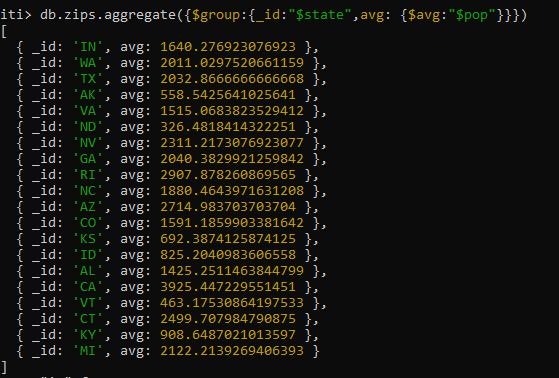 iti> db.zips.aggregate({$group:{_id:"$state",avg: {$avg:"$pop"}}})
[
  { _id: 'IN', avg: 1640.276923076923 },
  { _id: 'WA', avg: 2011.0297520661159 },
  { _id: 'TX', avg: 2032.8666666666668 },
  { _id: 'AK', avg: 558.5425641025641 },
  { _id: 'VA', avg: 1515.0683823529412 },
  { _id: 'ND', avg: 326.4818414322251 },
  { _id: 'NV', avg: 2311.2173076923077 },
  { _id: 'GA', avg: 2040.3829921259842 },
  { _id: 'RI', avg: 2907.878260869565 },
  { _id: 'NC', avg: 1880.4643971631208 },
  { _id: 'AZ', avg: 2714.983703703704 },
  { _id: 'CO', avg: 1591.1859903381642 },
  { _id: 'KS', avg: 692.3874125874125 },
  { _id: 'ID', avg: 825.2040983606558 },
  { _id: 'AL', avg: 1425.2511463844799 },
  { _id: 'CA', avg: 3925.447229551451 },
  { _id: 'VT', avg: 463.17530864197533 },
  { _id: 'CT', avg: 2499.707984790875 },
  { _id: 'KY', avg: 908.6487021013597 },
  { _id: 'MI', avg: 2122.2139269406393 }
]